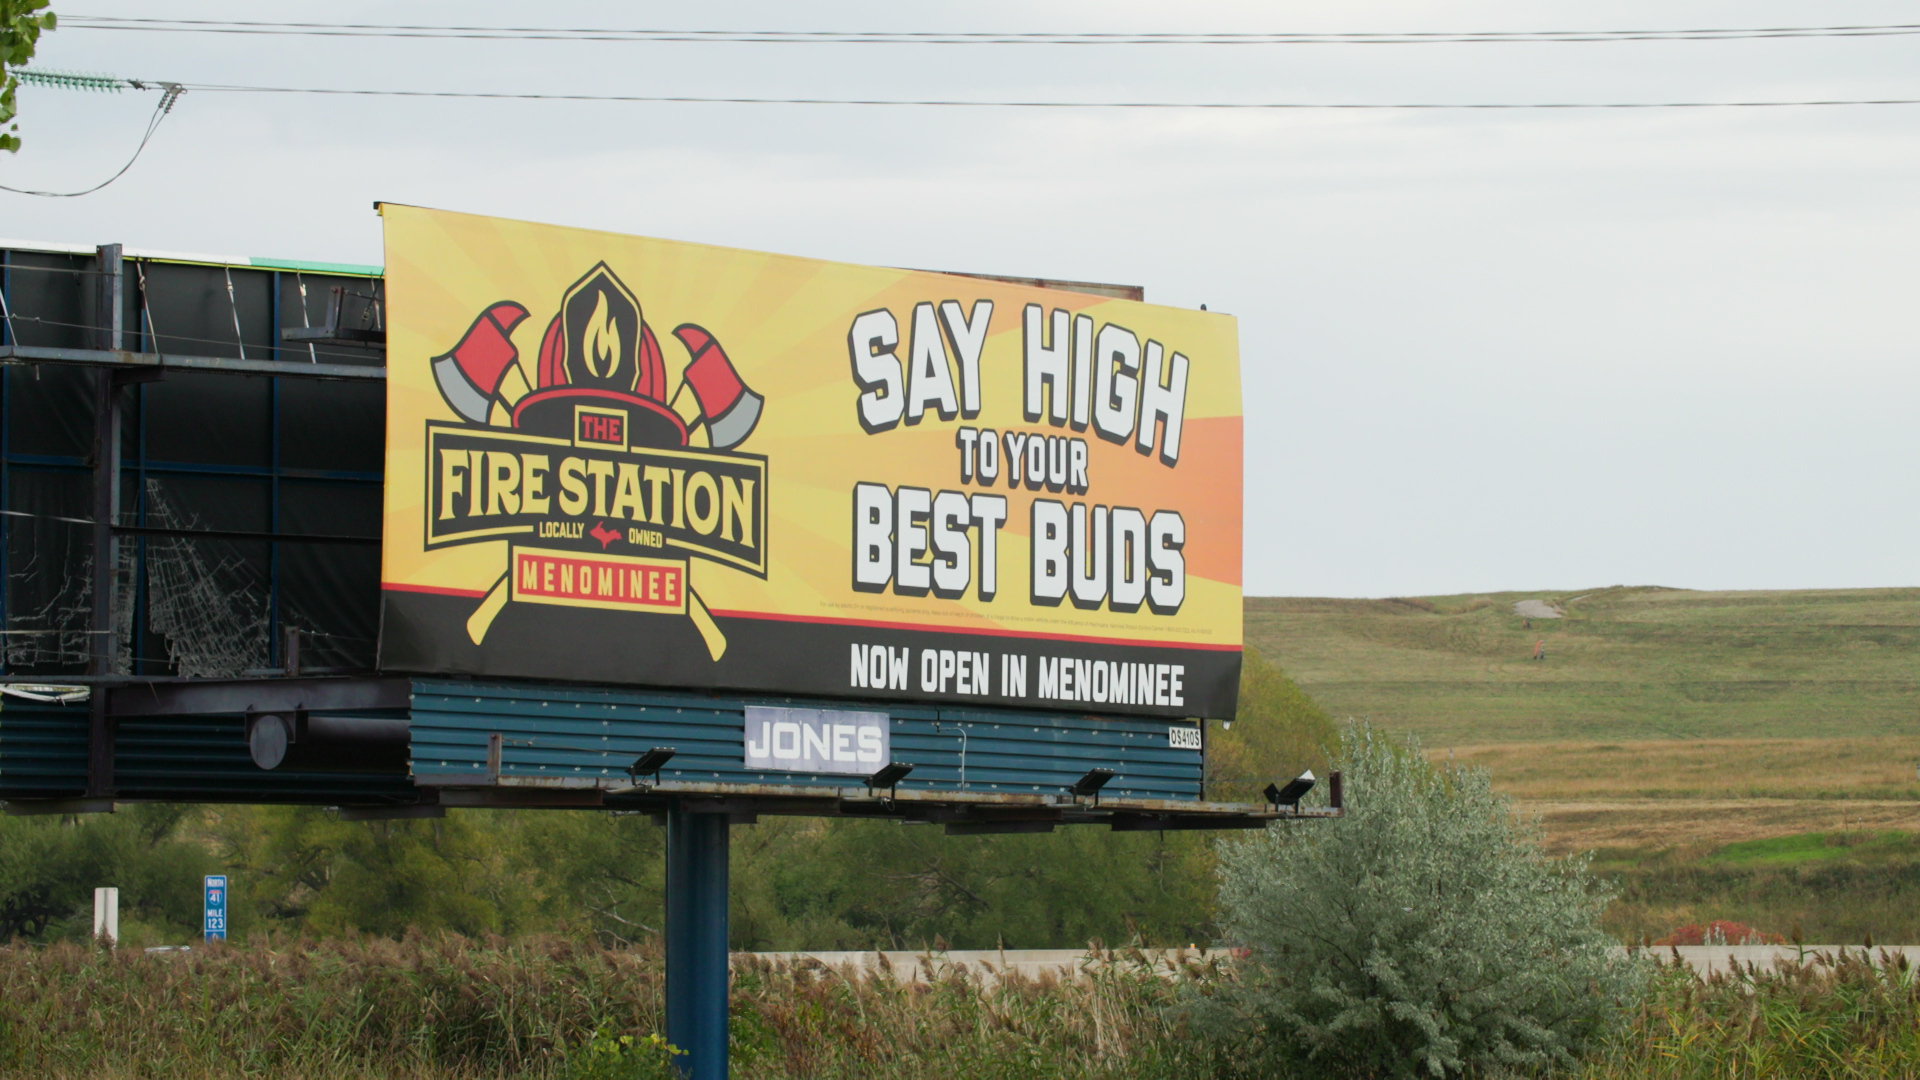 THE
FIRE STATION
LOCALLY OWNED
MENOMINEE
SAY HIGH
TO YOUR
BEST BUDS
NOW OPEN IN MENOMINEE
JONES
OS410S
NORTH
41
MILE
123